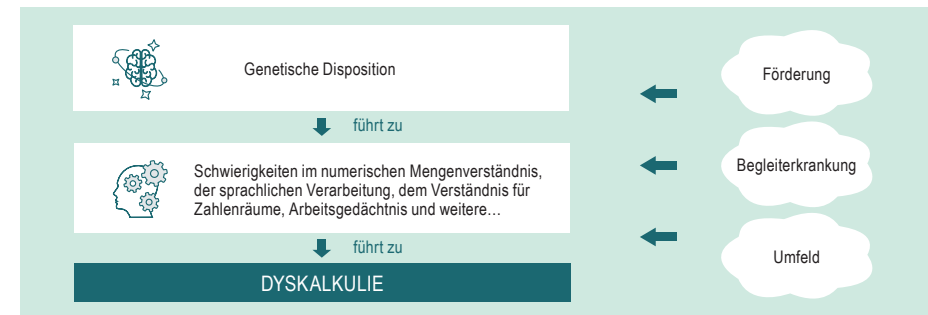 Genetische Disposition
führt zu
Schwierigkeiten im numerischen Mengenverständnis,
der sprachlichen Verarbeitung, dem Verständnis für
Zahlenräume, Arbeitsgedächtnis und weitere…
führt zu
DYSKALKULIE
Förderung
Begleiterkrankung
Umfeld